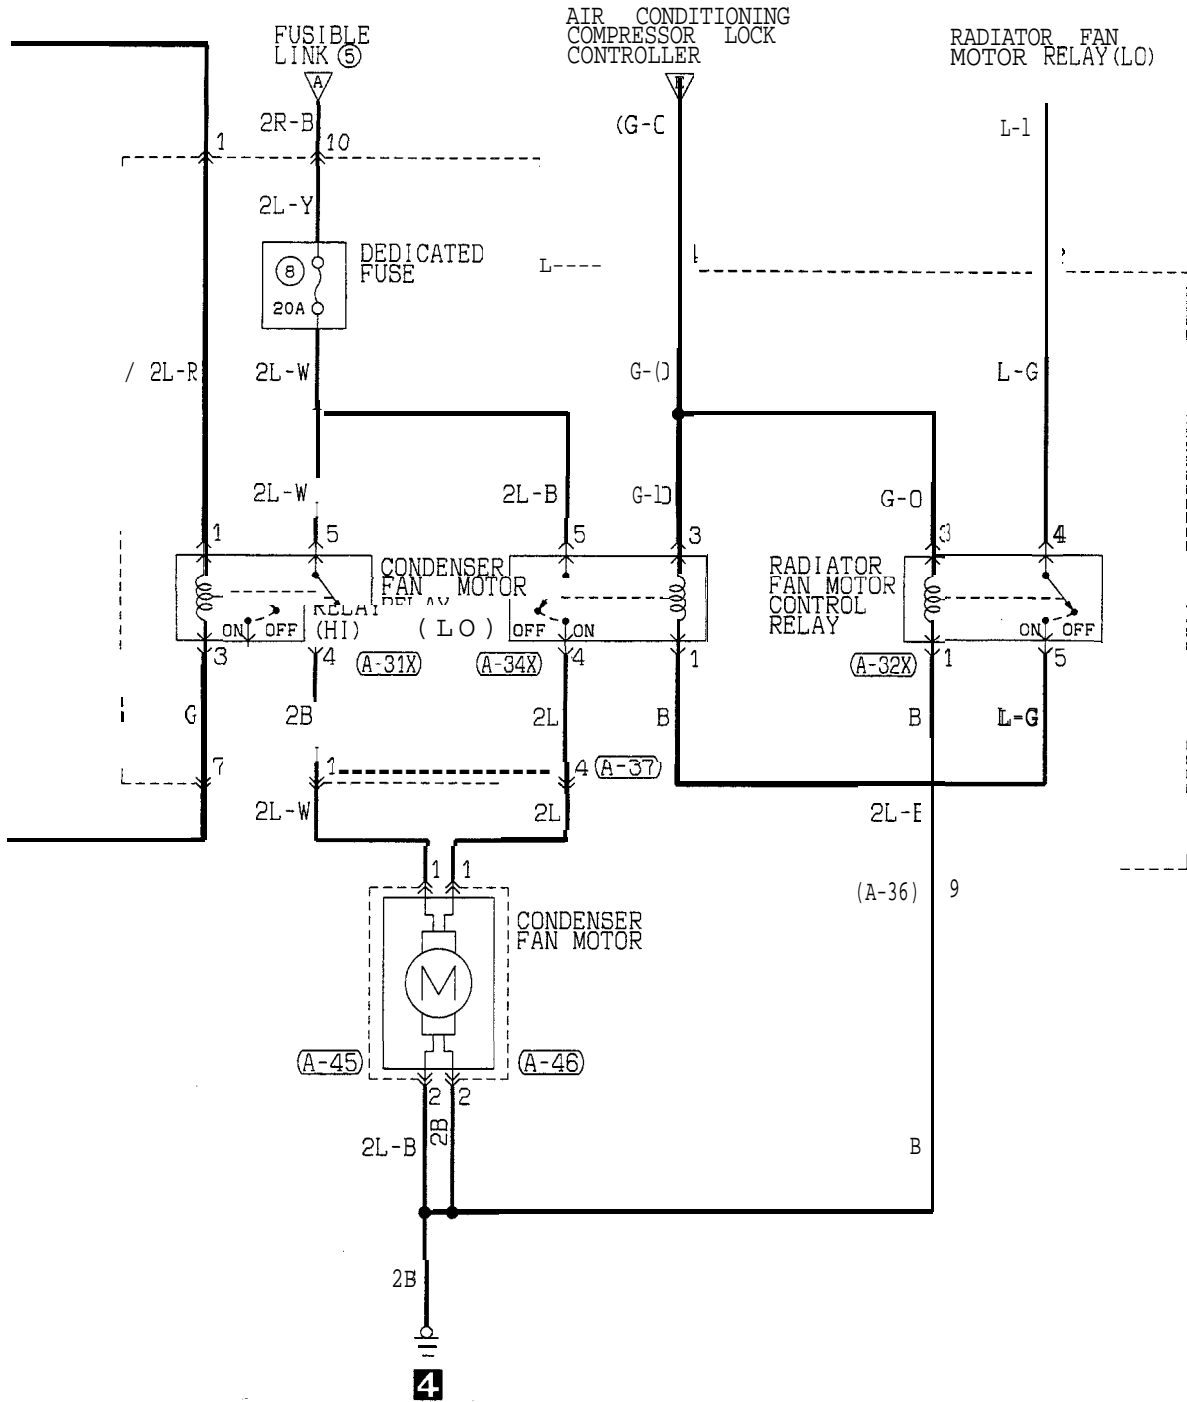 FUSIBLE
LINK ⑤
AIR CONDITIONING
COMPRESSOR LOCK
CONTROLLER
RADIATOR FAN
MOTOR RELAY(LO)
A
2R-B
(G-C
L-1
1
10
2L-Y
DEDICATED
FUSE
8
20A
L----
/ 2L-R
2L-W
G-()
L-G
2L-W
2L-B
G-1)
G-O
1
5
5
3
3
4
CONDENSER
FAN MOTOR
RELAY
RELAY
(HI)
(LO)
RADIATOR
FAN MOTOR
CONTROL
RELAY
ON OFF
OFF ON
ON OFF
3
4
(A-31X)
(A-34X)
4
1
(A-32X)
1
5
G
2B
2L
B
B
L-G
7
1
4
(A-37)
2L-W
2L
2L-E
1
1
(A-36)
9
CONDENSER
FAN MOTOR
M
(A-45)
(A-46)
2
2
2L-B
2B
B
2B
4